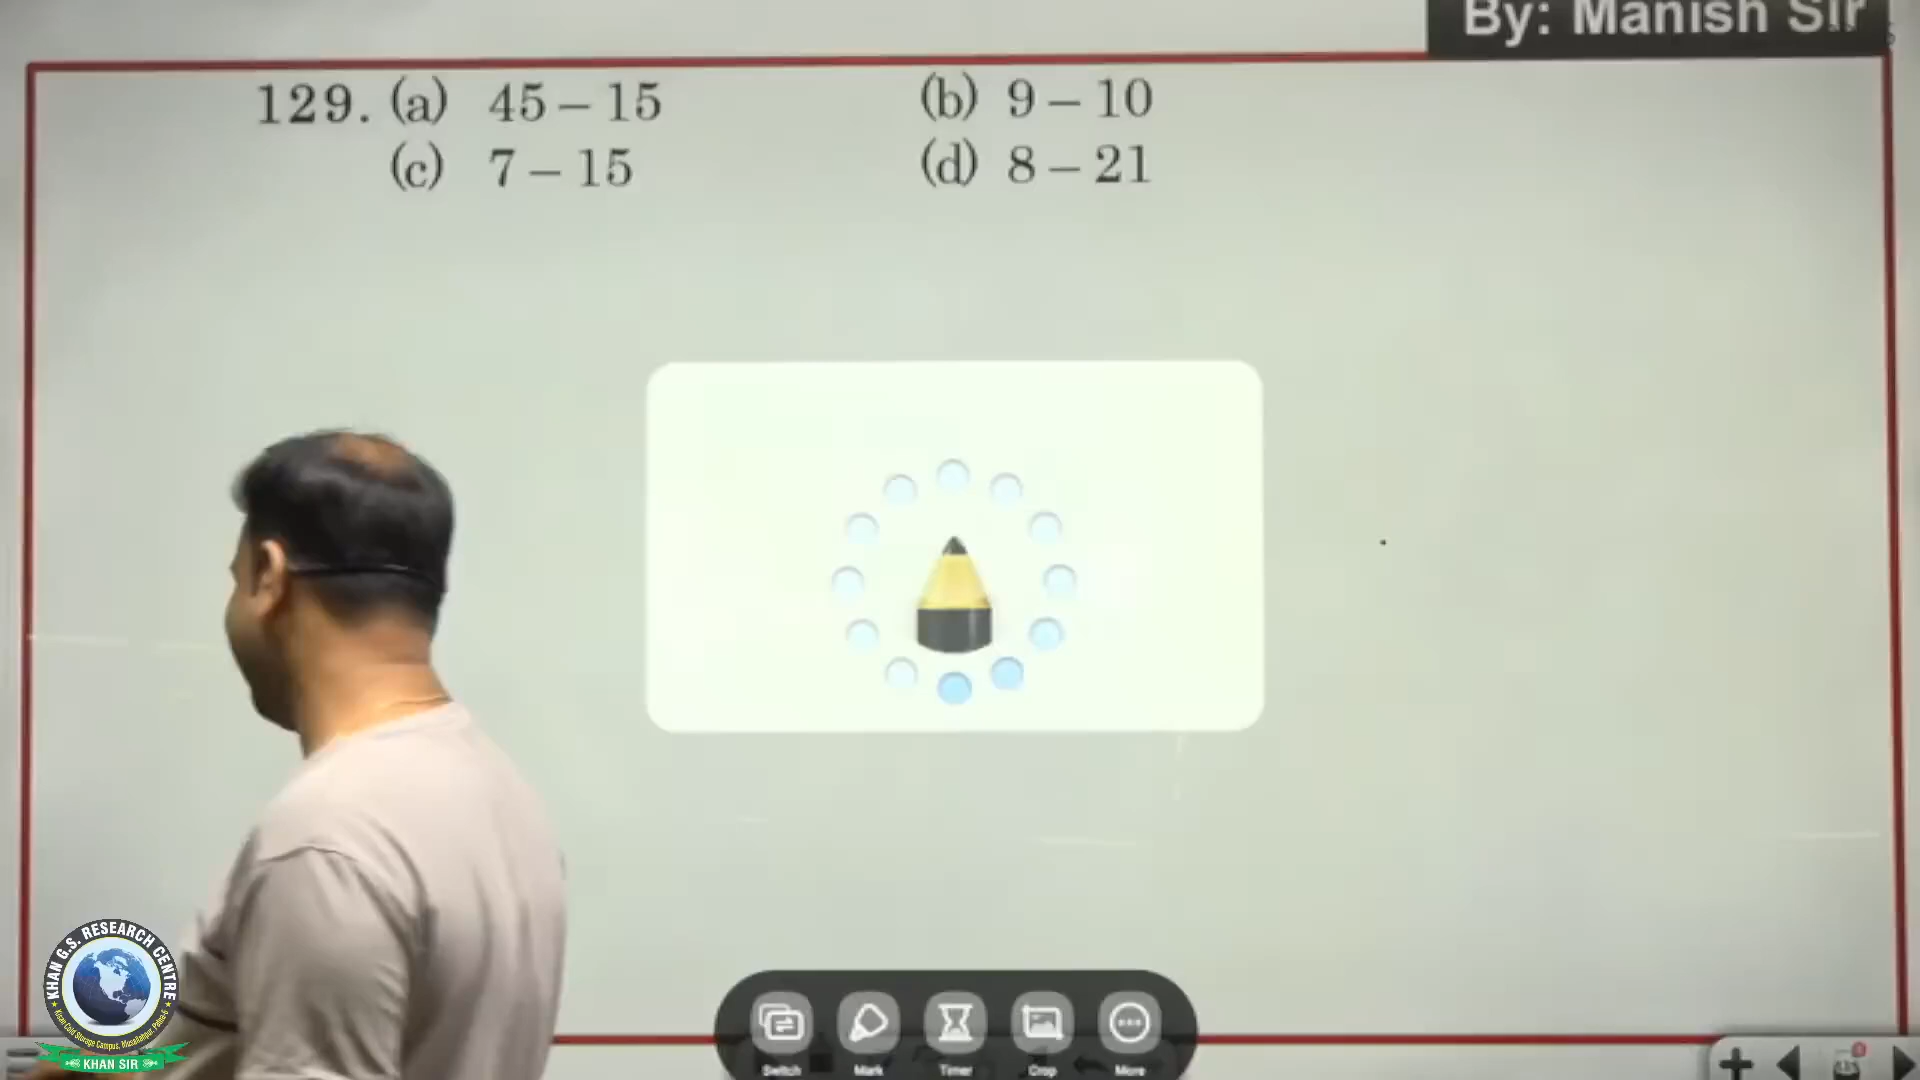 By: Manish Sir
129. (a) 45 – 15 (b) 9 – 10
(c) 7 – 15 (d) 8 – 21
KHAN G.S. RESEARCH CENTRE
KHAN SIR
Switch Mark Timer Crop More